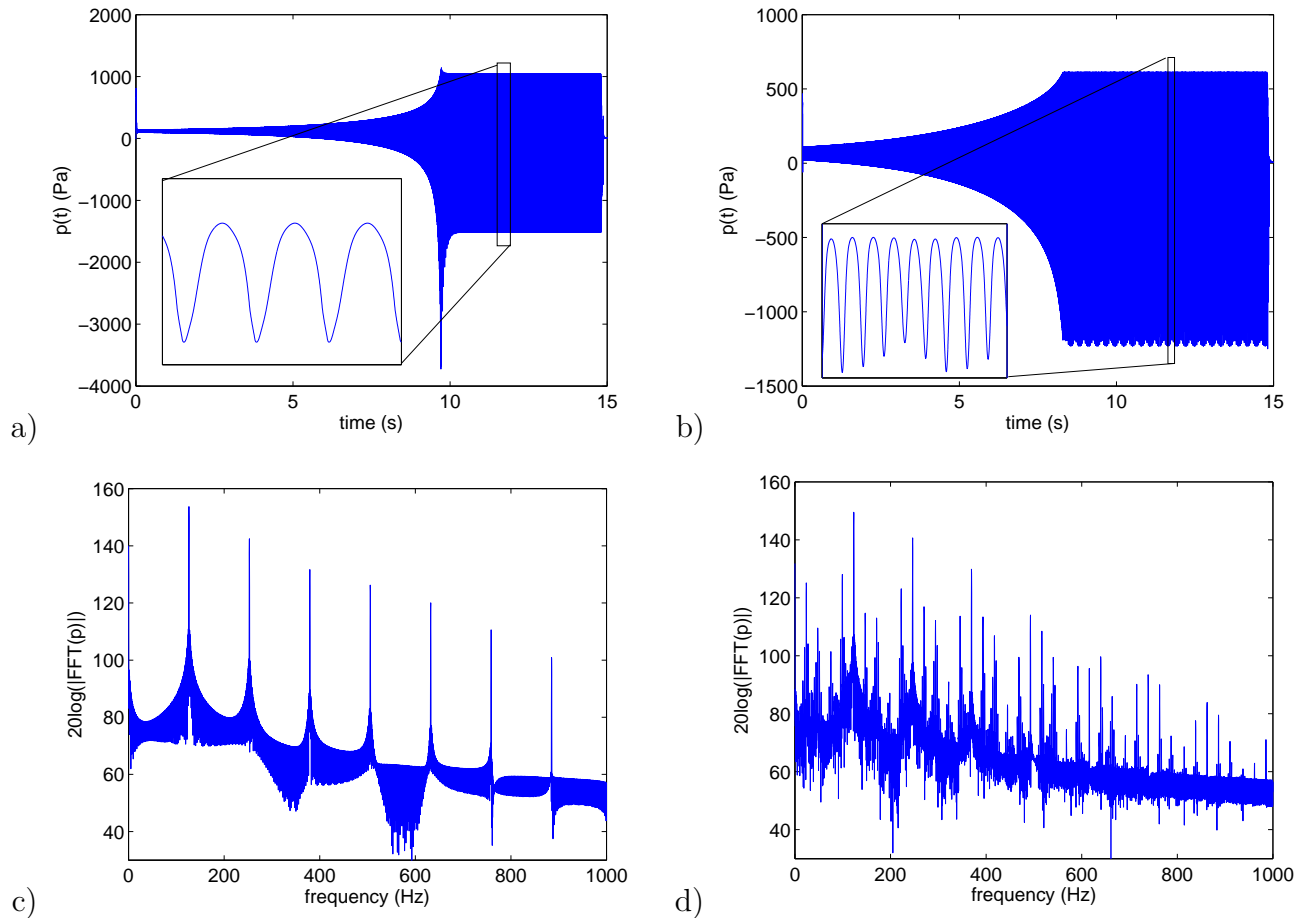 2000
1000
0
−1000
−2000
−3000
−4000
p(t) (Pa)
0 5 10 15
time (s)
a)
1000
500
0
−500
−1000
−1500
p(t) (Pa)
0 5 10 15
time (s)
b)
160
140
120
100
80
60
40
20log(|FFT(p)|)
0 200 400 600 800 1000
frequency (Hz)
c)
160
140
120
100
80
60
40
20log(|FFT(p)|)
0 200 400 600 800 1000
frequency (Hz)
d)